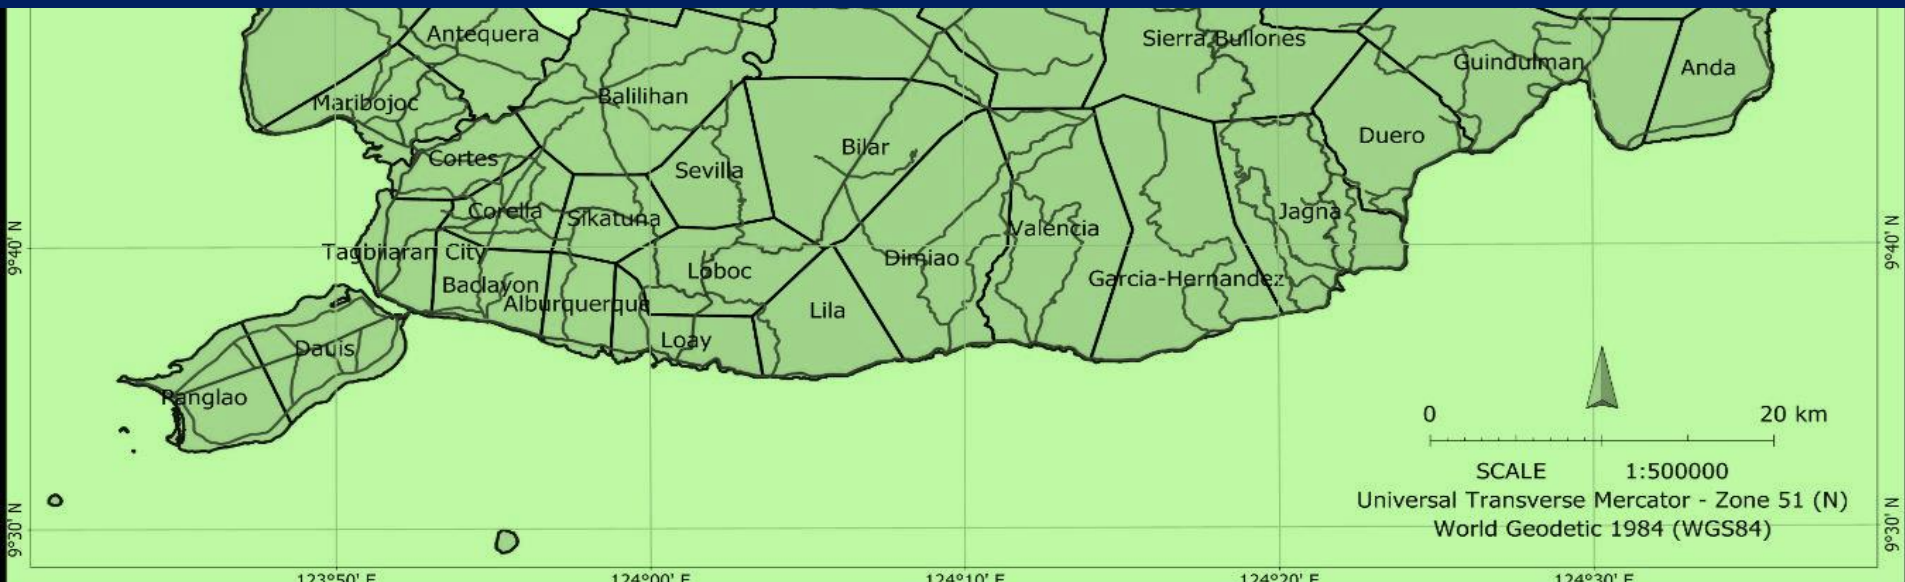 Antequera
Sierra Bullones
Guindulman
Anda
Maribojoc
Balilihan
Duero
Bilar
Cortes
Sevilla
Corella
Sikatuna
Jagna
Valencia
Tagbilaran City
Dimiao
9°40' N
9°40' N
Loboc
Garcia-Hernandez
Baclayon
Alburquerque
Lila
Loay
Dauis
Panglao
0 20 km
SCALE 1:500000
Universal Transverse Mercator - Zone 51 (N)
World Geodetic 1984 (WGS84)
9°30' N
9°30' N
123°50' E 124°00' E 124°10' E 124°20' E 124°30' E